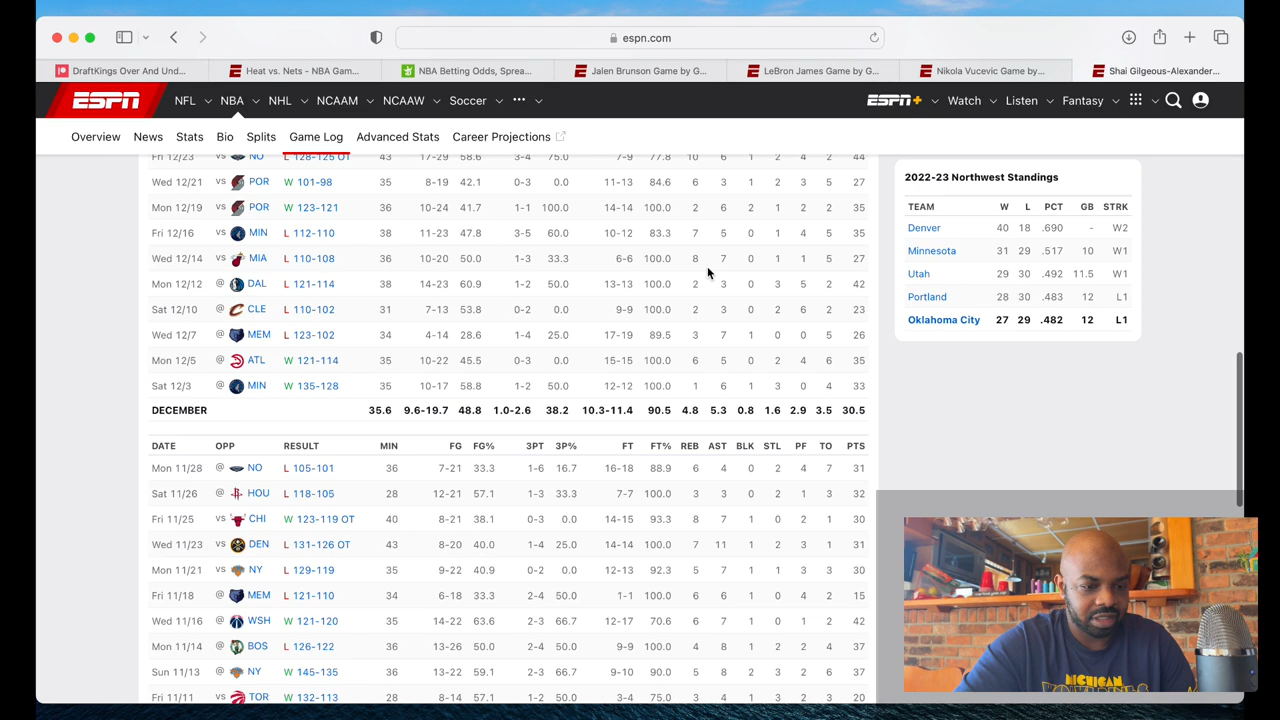 espn.com
DraftKings Over And Und... Heat vs. Nets - NBA Gam... NBA Betting Odds, Sprea... Jalen Brunson Game by G... LeBron James Game by G... Nikola Vucevic Game by... Shai Gilgeous-Alexander...
ESPN NFL NBA NHL NCAAM NCAAW Soccer ••• ESPN+ Watch Listen Fantasy
Overview News Stats Bio Splits Game Log Advanced Stats Career Projections
Fri 12/23 vs NO L 128-125 OT 43 17-29 58.6 3-4 75.0 7-9 77.8 10 6 1 2 4 2 44
Wed 12/21 vs POR W 101-98 35 8-19 42.1 0-3 0.0 11-13 84.6 6 3 1 2 3 5 27
Mon 12/19 vs POR W 123-121 36 10-24 41.7 1-1 100.0 14-14 100.0 2 6 2 1 2 2 35
Fri 12/16 vs MIN L 112-110 38 11-23 47.8 3-5 60.0 10-12 83.3 7 5 0 1 4 5 35
Wed 12/14 vs MIA L 110-108 36 10-20 50.0 1-3 33.3 6-6 100.0 8 7 0 1 1 5 27
Mon 12/12 @ DAL L 121-114 38 14-23 60.9 1-2 50.0 13-13 100.0 2 3 0 3 5 2 42
Sat 12/10 @ CLE L 110-102 31 7-13 53.8 0-2 0.0 9-9 100.0 2 3 0 2 6 2 23
Wed 12/7 @ MEM L 123-102 34 4-14 28.6 1-4 25.0 17-19 89.5 3 7 1 0 0 5 26
Mon 12/5 @ ATL W 121-114 35 10-22 45.5 0-3 0.0 15-15 100.0 6 5 0 2 4 6 35
Sat 12/3 @ MIN W 135-128 35 10-17 58.8 1-2 50.0 12-12 100.0 1 6 1 3 0 4 33
DECEMBER 35.6 9.6-19.7 48.8 1.0-2.6 38.2 10.3-11.4 90.5 4.8 5.3 0.8 1.6 2.9 3.5 30.5
DATE OPP RESULT MIN FG FG% 3PT 3P% FT FT% REB AST BLK STL PF TO PTS
Mon 11/28 @ NO L 105-101 36 7-21 33.3 1-6 16.7 16-18 88.9 6 4 0 2 4 7 31
Sat 11/26 @ HOU L 118-105 28 12-21 57.1 1-3 33.3 7-7 100.0 3 3 0 2 1 3 32
Fri 11/25 vs CHI W 123-119 OT 40 8-21 38.1 0-3 0.0 14-15 93.3 8 7 1 0 2 1 30
Wed 11/23 vs DEN L 131-126 OT 43 8-20 40.0 1-4 25.0 14-14 100.0 7 11 1 2 3 1 31
Mon 11/21 vs NY L 129-119 35 9-22 40.9 0-2 0.0 12-13 92.3 5 7 1 1 3 3 30
Fri 11/18 @ MEM L 121-110 34 6-18 33.3 2-4 50.0 1-1 100.0 5 6 1 0 4 2 15
Wed 11/16 @ WSH W 121-120 35 14-22 63.6 2-3 66.7 12-17 70.6 6 7 1 0 1 2 42
Mon 11/14 @ BOS L 126-122 36 13-26 50.0 2-4 50.0 9-9 100.0 4 8 1 2 2 4 37
Sun 11/13 @ NY W 145-135 36 13-22 59.1 2-3 66.7 9-10 90.0 5 8 2 3 2 6 37
Fri 11/11 vs TOR W 132-113 8-14 57.1 1-2 50.0 3-4 75.0 20
2022-23 Northwest Standings
TEAM W L PCT GB STRK
Denver 40 18 .690 - W2
Minnesota 31 29 .517 10 W1
Utah 29 30 .492 11.5 W1
Portland 28 30 .483 12 L1
Oklahoma City 27 29 .482 12 L1
MICHIGAN